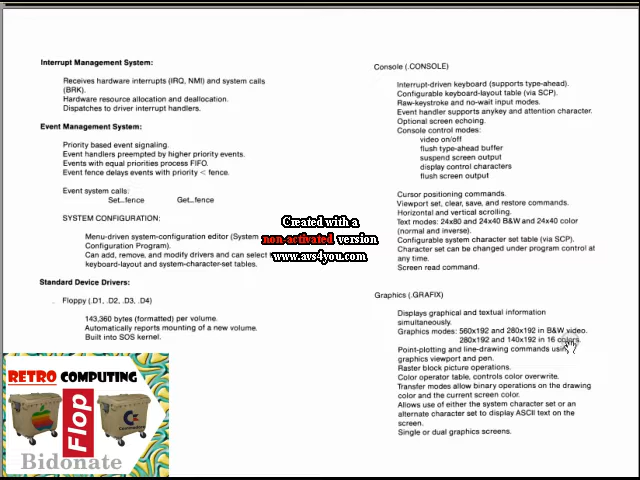 Interrupt Management System:
Receives hardware interrupts (IRQ, NMI) and system calls
(BRK).
Hardware resource allocation and deallocation.
Dispatches to driver interrupt handlers.
Event Management System:
Priority based event signaling.
Event handlers preempted by higher priority events.
Events with equal priorities process FIFO.
Event fence delays events with priority < fence.
Event system calls:
Set_fence Get_fence
SYSTEM CONFIGURATION:
Menu-driven system-configuration editor (System
Configuration Program).
Can add, remove, and modify drivers and can select
keyboard-layout and system-character-set tables.
Standard Device Drivers:
Floppy (.D1, .D2, .D3, .D4)
143,360 bytes (formatted) per volume.
Automatically reports mounting of a new volume.
Built into SOS kernel.
Console (.CONSOLE)
Interrupt-driven keyboard (supports type-ahead).
Configurable keyboard-layout table (via SCP).
Raw-keystroke and no-wait input modes.
Event handler supports anykey and attention character.
Optional screen echoing.
Console control modes:
video on/off
flush type-ahead buffer
suspend screen output
display control characters
flush screen output
Cursor positioning commands.
Viewport set, clear, save, and restore commands.
Horizontal and vertical scrolling.
Text modes: 24x80 and 24x40 B&W and 24x40 color
(normal and inverse).
Configurable system character set table (via SCP).
Character set can be changed under program control at
any time.
Screen read command.
Graphics (.GRAFIX)
Displays graphical and textual information
simultaneously.
Graphics modes: 560x192 and 280x192 in B&W video.
280x192 and 140x192 in 16 colors.
Point-plotting and line-drawing commands using
graphics viewport and pen.
Raster block picture operations.
Color operator table, controls color overwrite.
Transfer modes allow binary operations on the drawing
color and the current screen color.
Allows use of either the system character set or an
alternate character set to display ASCII text on the
screen.
Single or dual graphics screens.
Created with a
non-activated version
www.avs4you.com
RETRO COMPUTING
Flop
Commodore
Bidonate